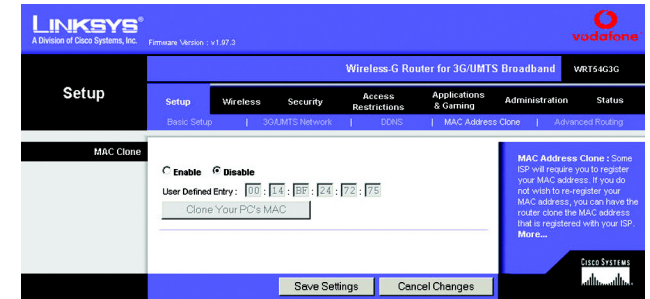 LINKSYS®
A Division of Cisco Systems, Inc.
Firmware Version : v1.97.3
vodafone
Wireless-G Router for 3G/UMTS Broadband WRT54G3G
Setup
Setup Wireless Security Access Restrictions Applications & Gaming Administration Status
Basic Setup | 3G/UMTS Network | DDNS | MAC Address Clone | Advanced Routing
MAC Clone
Enable Disable
User Defined Entry : 00 : 14 : BF : 24 : 72 : 75
Clone Your PC's MAC
MAC Address Clone : Some
ISP will require you to register
your MAC address. If you do
not wish to re-register your
MAC address, you can have the
router clone the MAC address
that is registered with your ISP.
More...
CISCO SYSTEMS
Save Settings Cancel Changes